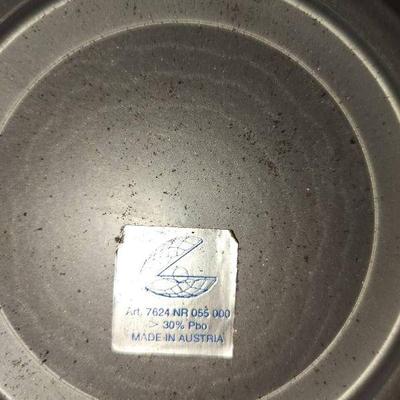 Art. 7624 NR 055 000
> 30% Pbo
MADE IN AUSTRIA